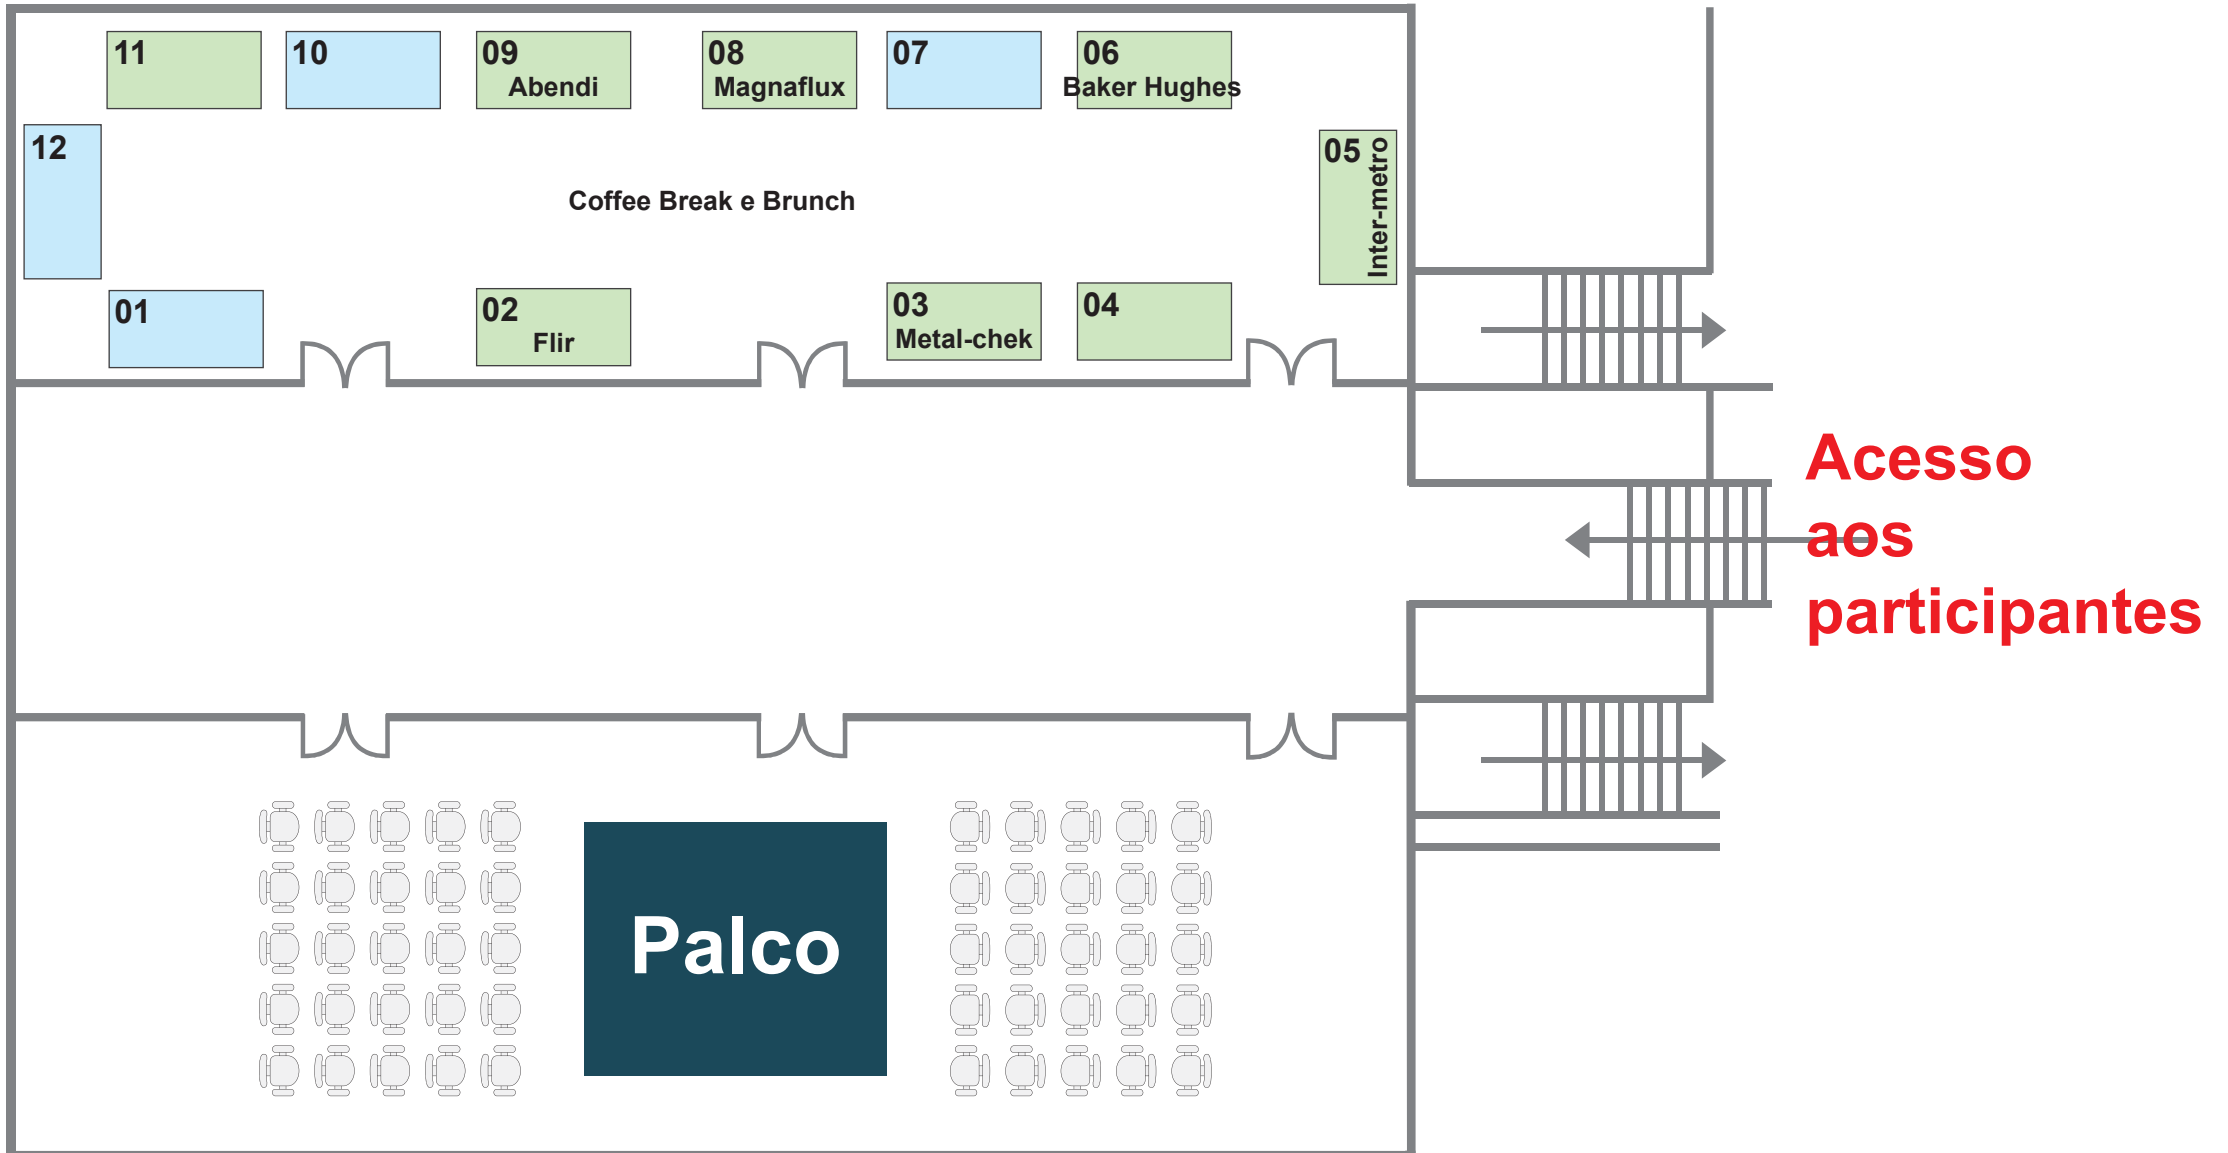 11
10
09
Abendi
08
Magnaflux
07
06
Baker Hughes
12
05
Inter-metro
Coffee Break e Brunch
01
02
Flir
03
Metal-chek
04
Acesso
aos
participantes
Palco